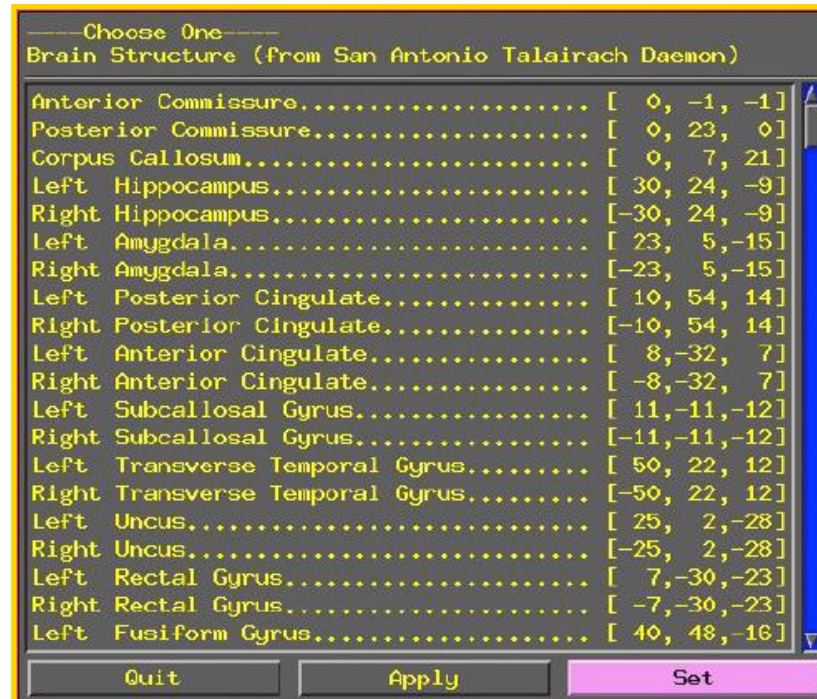 ----Choose One----
Brain Structure (from San Antonio Talairach Daemon)
Anterior Commissure...................... [  0, -1, -1]
Posterior Commissure..................... [  0, 23,  0]
Corpus Callosum.......................... [  0,  7, 21]
Left  Hippocampus........................ [ 30, 24, -9]
Right Hippocampus........................ [-30, 24, -9]
Left  Amygdala........................... [ 23,  5,-15]
Right Amygdala........................... [-23,  5,-15]
Left  Posterior Cingulate................ [ 10, 54, 14]
Right Posterior Cingulate................ [-10, 54, 14]
Left  Anterior Cingulate................. [  8,-32,  7]
Right Anterior Cingulate................. [ -8,-32,  7]
Left  Subcallosal Gyrus.................. [ 11,-11,-12]
Right Subcallosal Gyrus.................. [-11,-11,-12]
Left  Transverse Temporal Gyrus.......... [ 50, 22, 12]
Right Transverse Temporal Gyrus.......... [-50, 22, 12]
Left  Uncus.............................. [ 25,  2,-28]
Right Uncus.............................. [-25,  2,-28]
Left  Rectal Gyrus....................... [  7,-30,-23]
Right Rectal Gyrus....................... [ -7,-30,-23]
Left  Fusiform Gyrus..................... [ 40, 48,-16]
Quit Apply Set